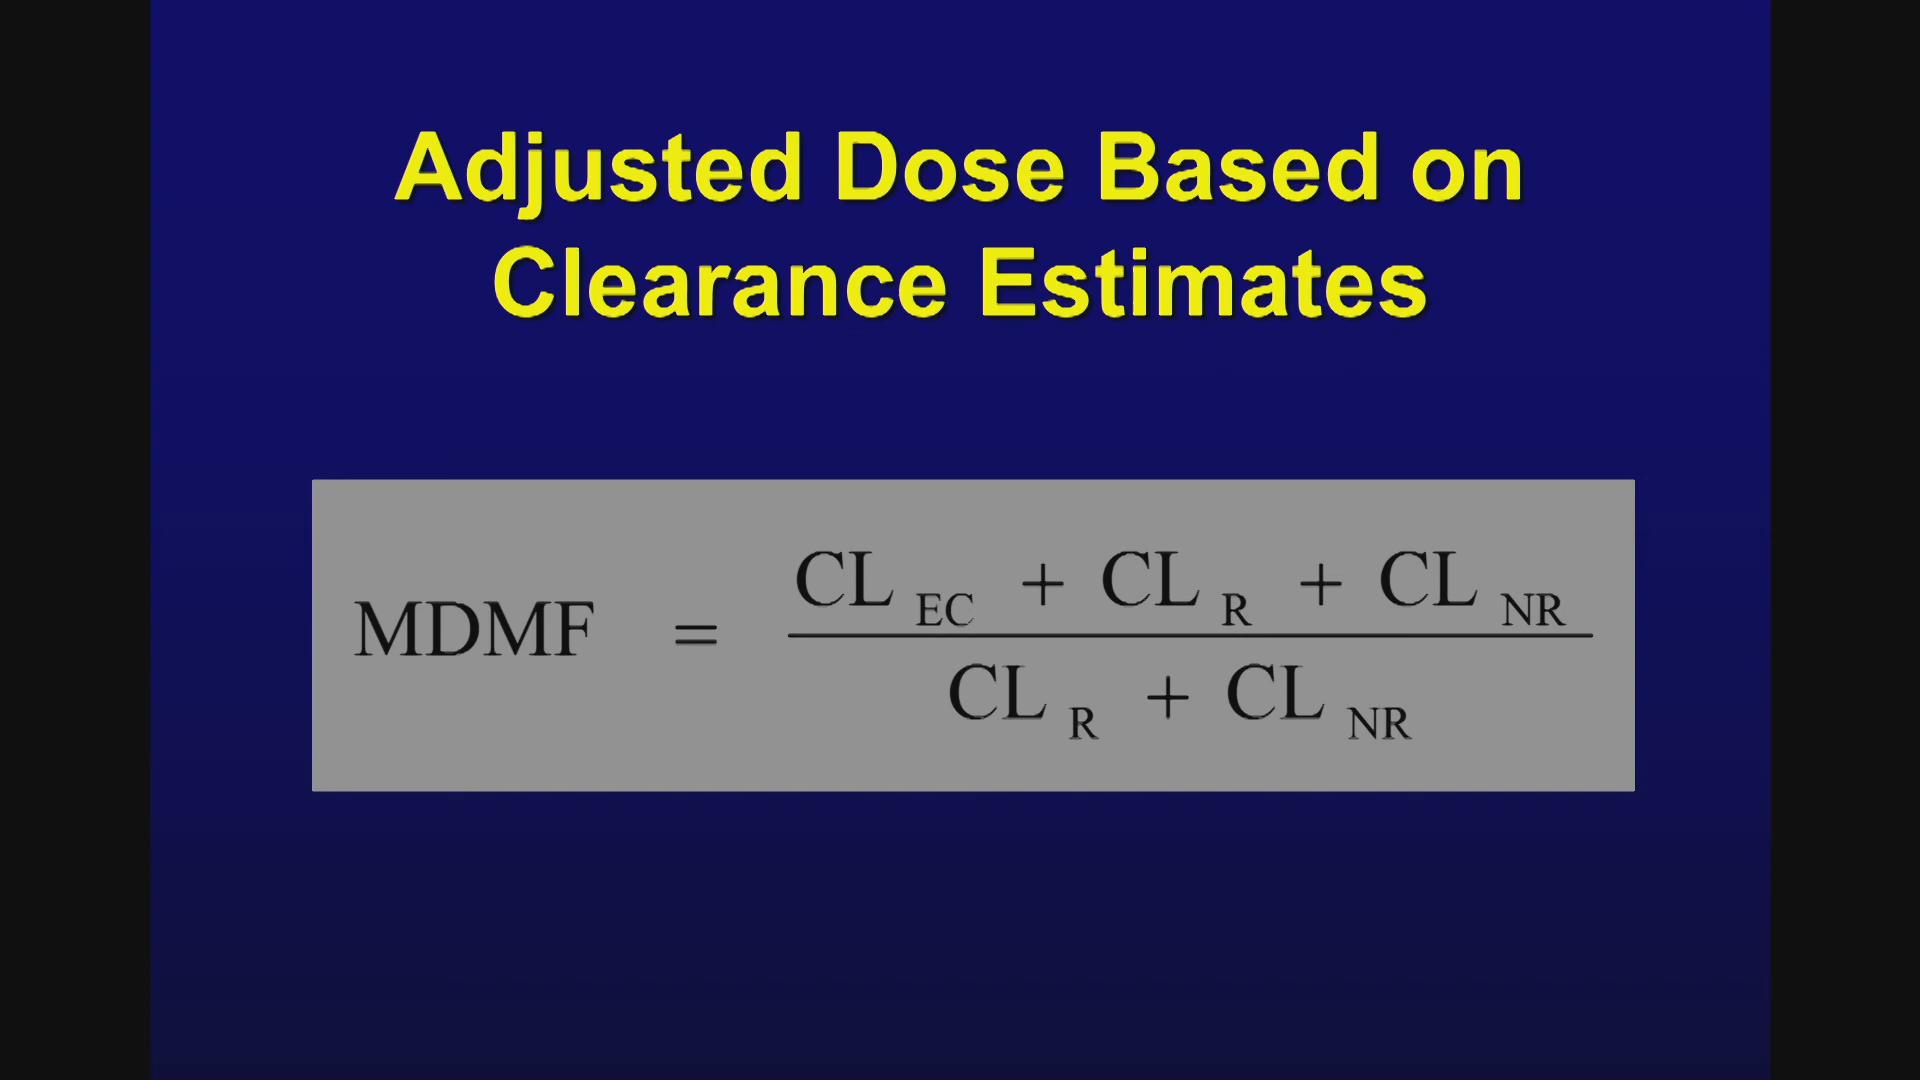 Adjusted Dose Based on
Clearance Estimates
MDMF = CL EC + CL R + CL NR
CL R + CL NR